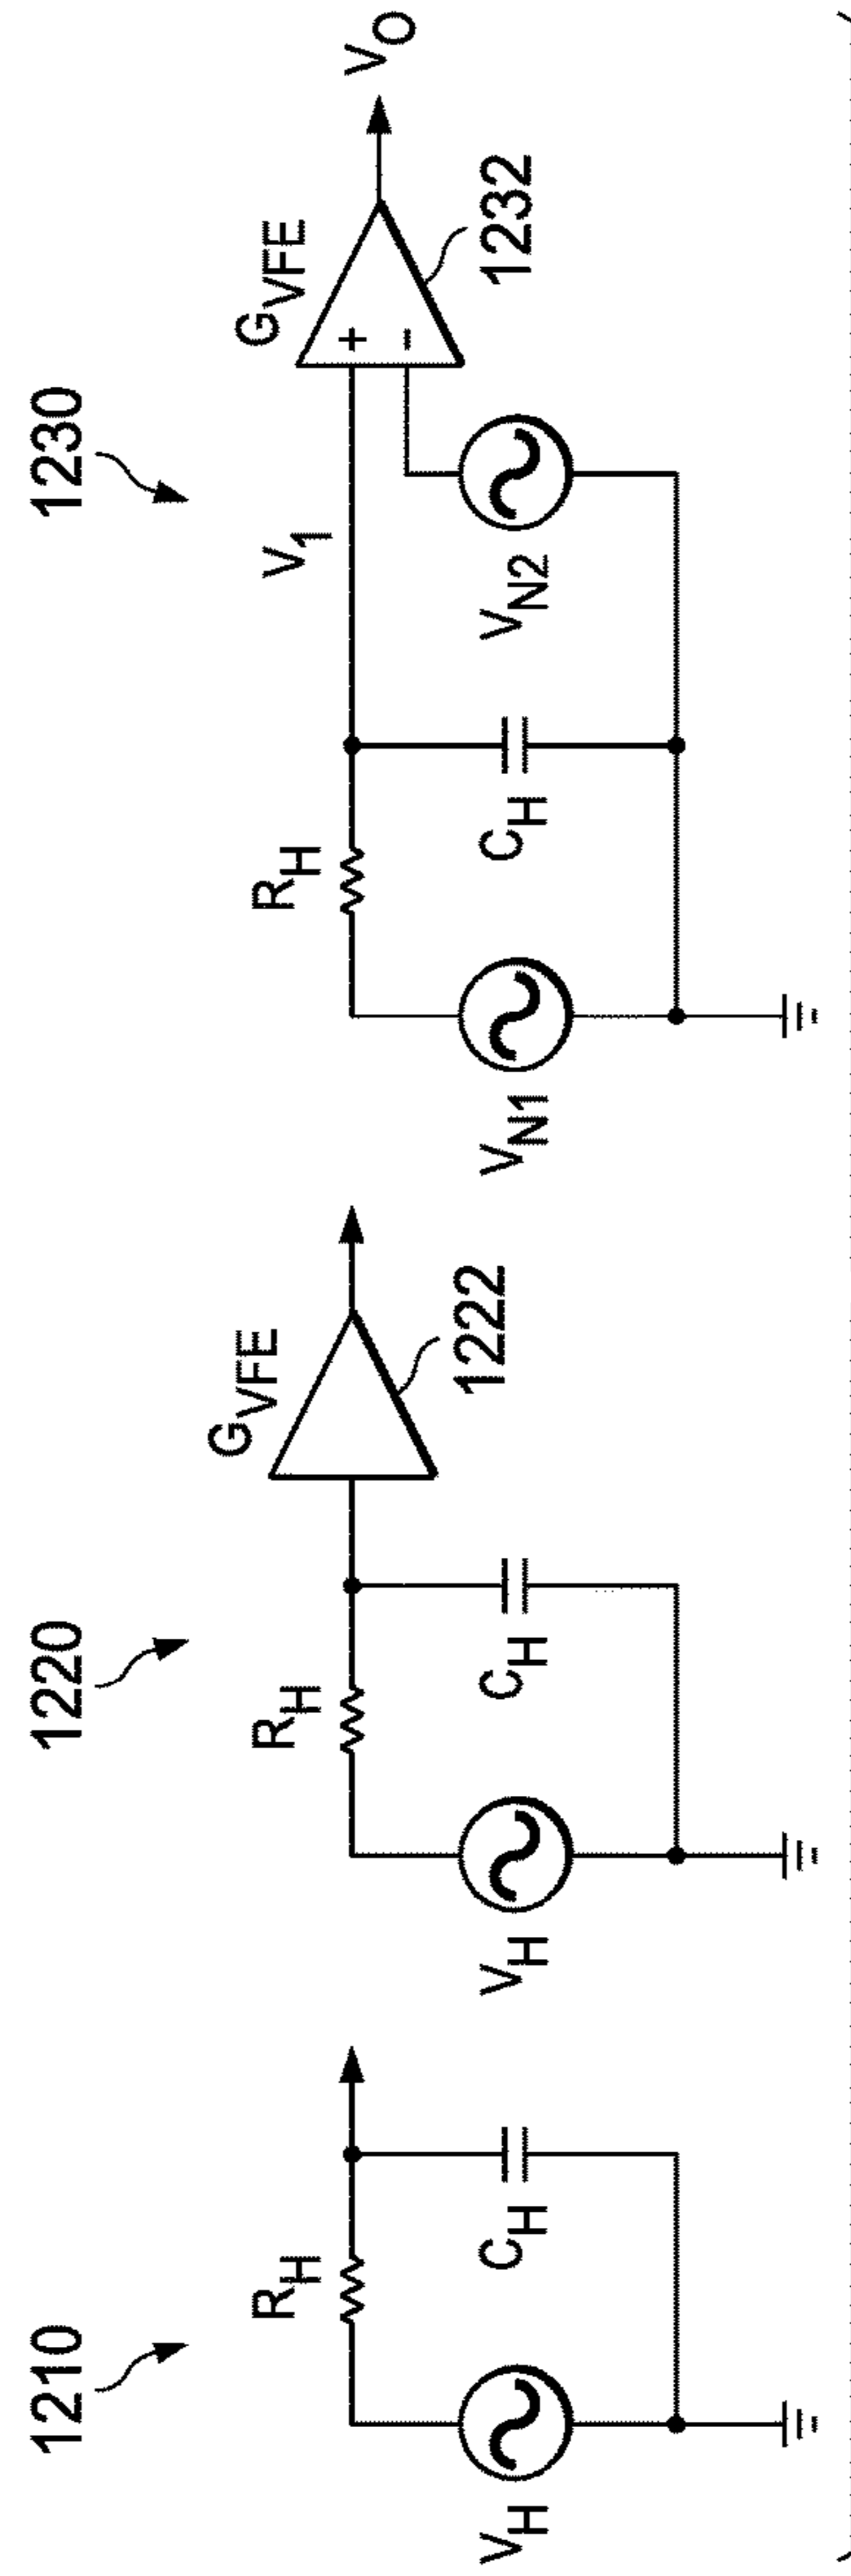 1210
R_H
V_H
C_H
1220
R_H
G_VFE
1222
V_H
C_H
1230
R_H
V_1
G_VFE
+
-
V_O
1232
V_N1
C_H
V_N2